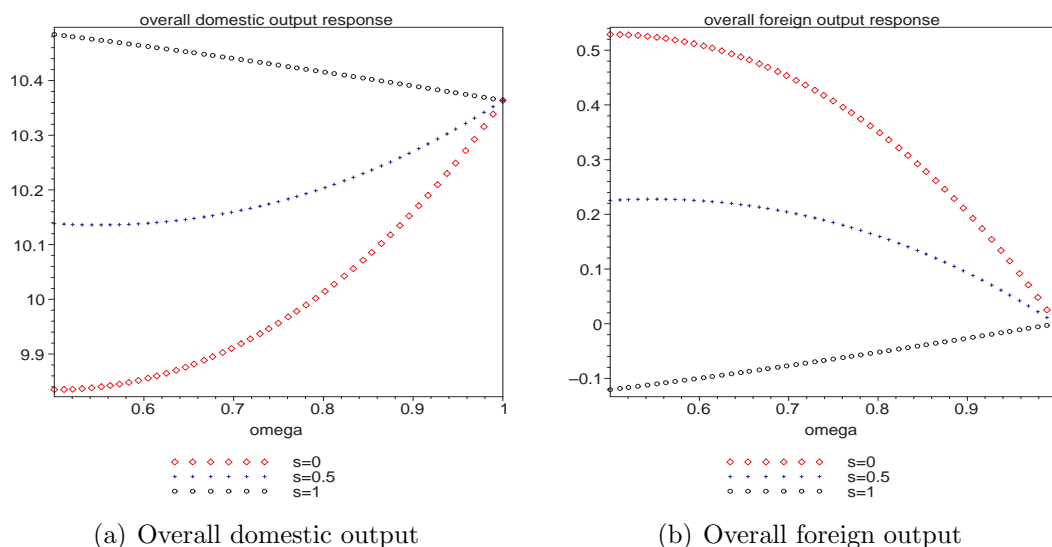 overall domestic output response
10.4
10.3
10.2
10.1
10
9.9
0.6 0.7 0.8 0.9 1
omega
s=0
s=0.5
s=1
(a) Overall domestic output
overall foreign output response
0.5
0.4
0.3
0.2
0.1
0
−0.1
0.6 0.7 0.8 0.9
omega
s=0
s=0.5
s=1
(b) Overall foreign output